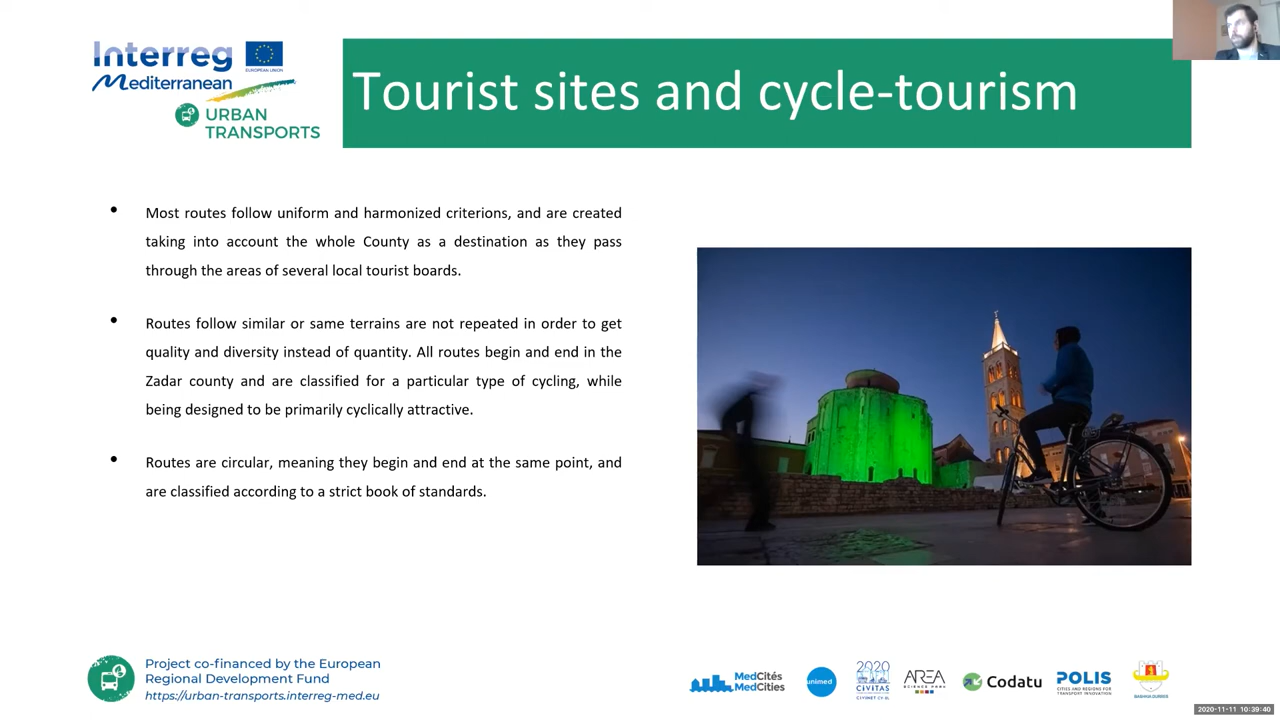 Interreg
EUROPEAN UNION
Mediterranean
URBAN
TRANSPORTS
Tourist sites and cycle-tourism
• Most routes follow uniform and harmonized criterions, and are created
taking into account the whole County as a destination as they pass
through the areas of several local tourist boards.
• Routes follow similar or same terrains are not repeated in order to get
quality and diversity instead of quantity. All routes begin and end in the
Zadar county and are classified for a particular type of cycling, while
being designed to be primarily cyclically attractive.
• Routes are circular, meaning they begin and end at the same point, and
are classified according to a strict book of standards.
Project co-financed by the European
Regional Development Fund
https://urban-transports.interreg-med.eu
MedCités
MedCities
unimed
2020
CIVITAS
AREA
SCIENCE PARK
Codatu
POLIS
CITIES AND REGIONS FOR
TRANSPORT INNOVATION
BASHKIA DURRËS
2020-11-11 10:39:40